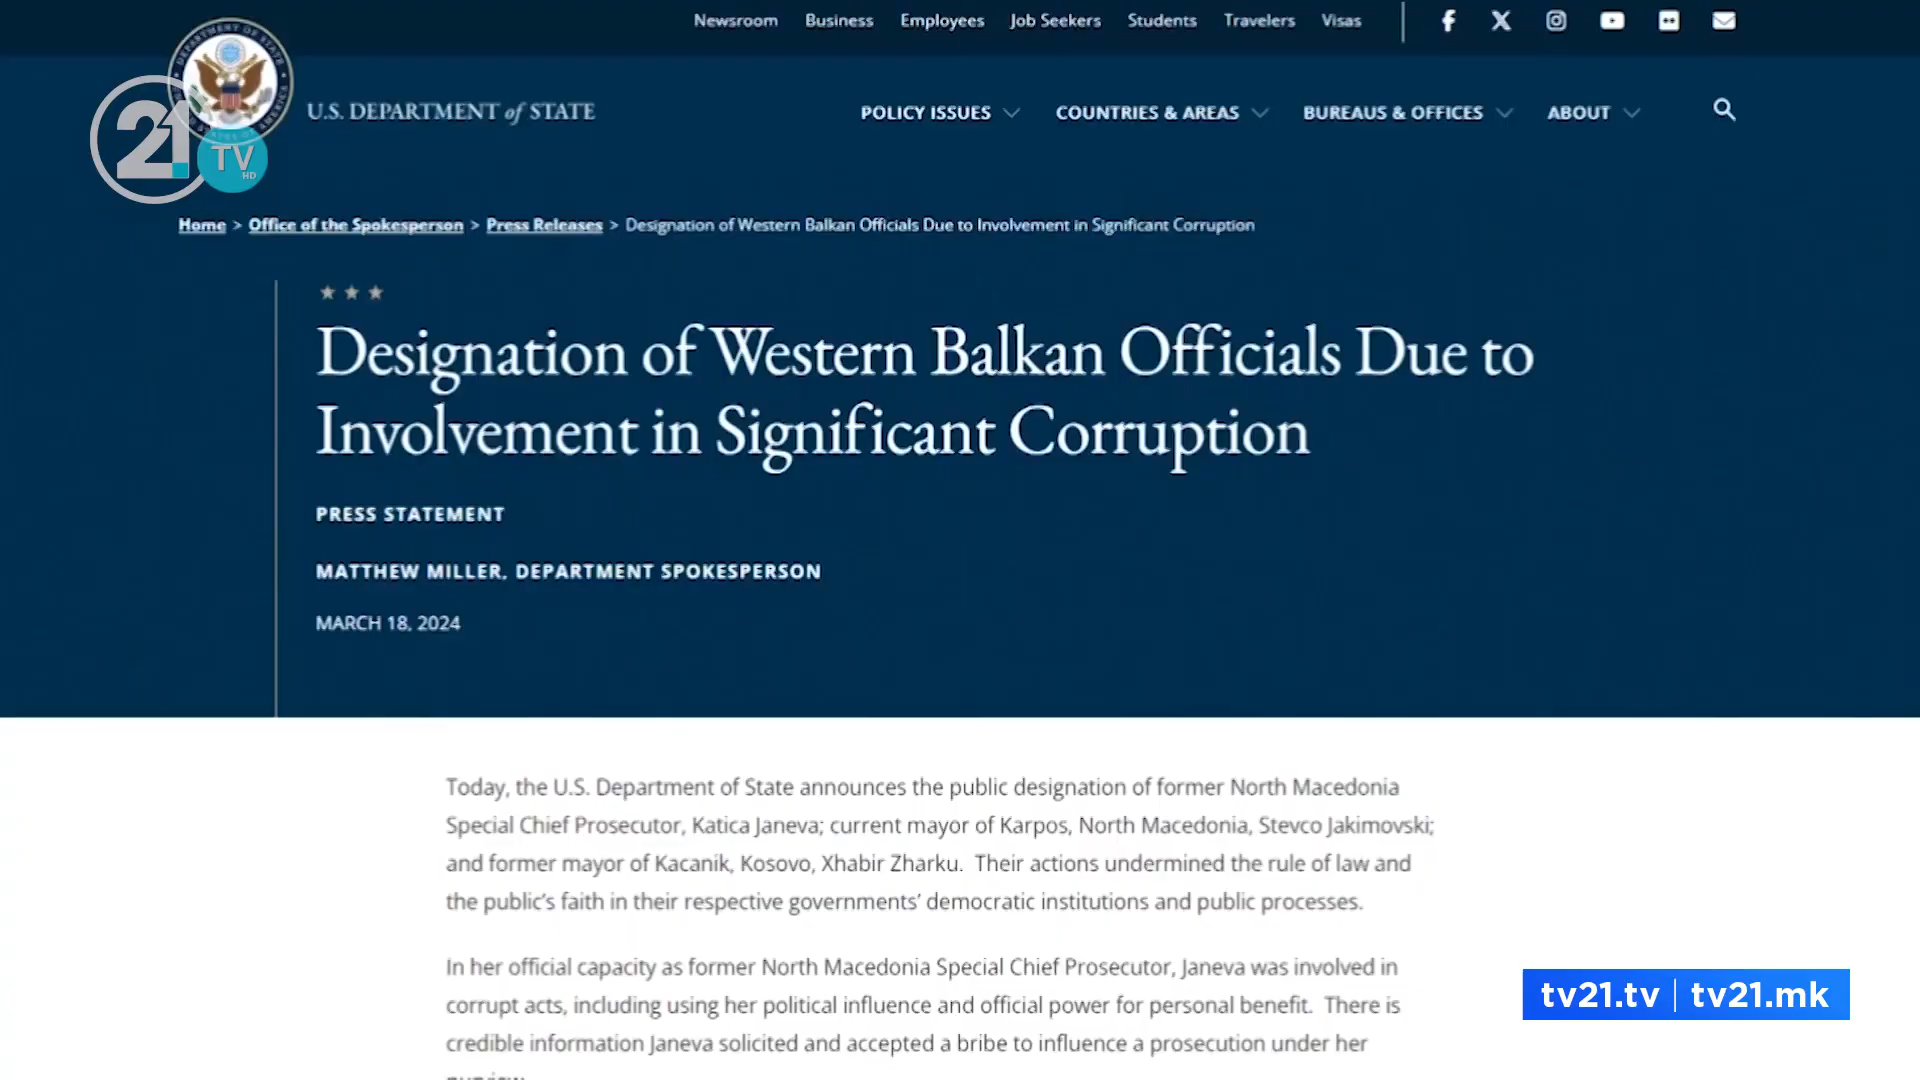 Newsroom Business Employees Job Seekers Students Travelers Visas
U.S. DEPARTMENT of STATE
POLICY ISSUES COUNTRIES & AREAS BUREAUS & OFFICES ABOUT
21 TV HD
Home > Office of the Spokesperson > Press Releases > Designation of Western Balkan Officials Due to Involvement in Significant Corruption
Designation of Western Balkan Officials Due to
Involvement in Significant Corruption
PRESS STATEMENT
MATTHEW MILLER, DEPARTMENT SPOKESPERSON
MARCH 18, 2024
Today, the U.S. Department of State announces the public designation of former North Macedonia
Special Chief Prosecutor, Katica Janeva; current mayor of Karpos, North Macedonia, Stevco Jakimovski;
and former mayor of Kacanik, Kosovo, Xhabir Zharku. Their actions undermined the rule of law and
the public’s faith in their respective governments’ democratic institutions and public processes.
In her official capacity as former North Macedonia Special Chief Prosecutor, Janeva was involved in
corrupt acts, including using her political influence and official power for personal benefit. There is
credible information Janeva solicited and accepted a bribe to influence a prosecution under her
tv21.tv | tv21.mk